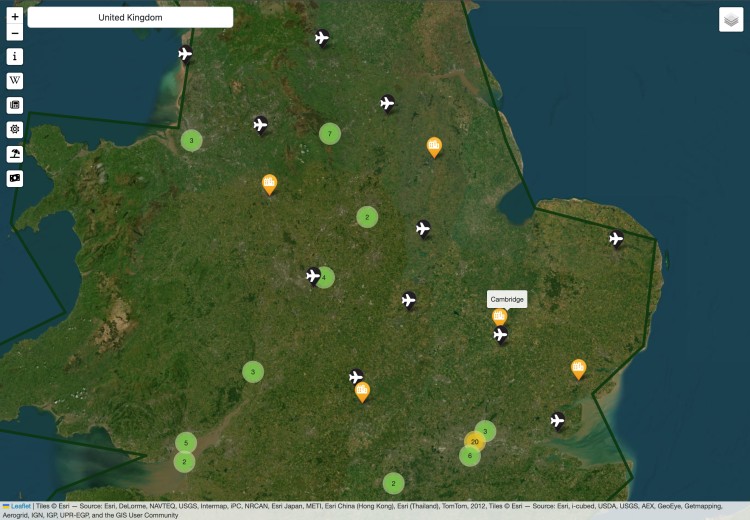 +
United Kingdom
−
i
W
3
7
2
4
Cambridge
3
3
20
5
6
2
2
Leaflet | Tiles © Esri — Source: Esri, DeLorme, NAVTEQ, USGS, Intermap, iPC, NRCAN, Esri Japan, METI, Esri China (Hong Kong), Esri (Thailand), TomTom, 2012, Tiles © Esri — Source: Esri, i-cubed, USDA, USGS, AEX, GeoEye, Getmapping,
Aerogrid, IGN, IGP, UPR-EGP, and the GIS User Community